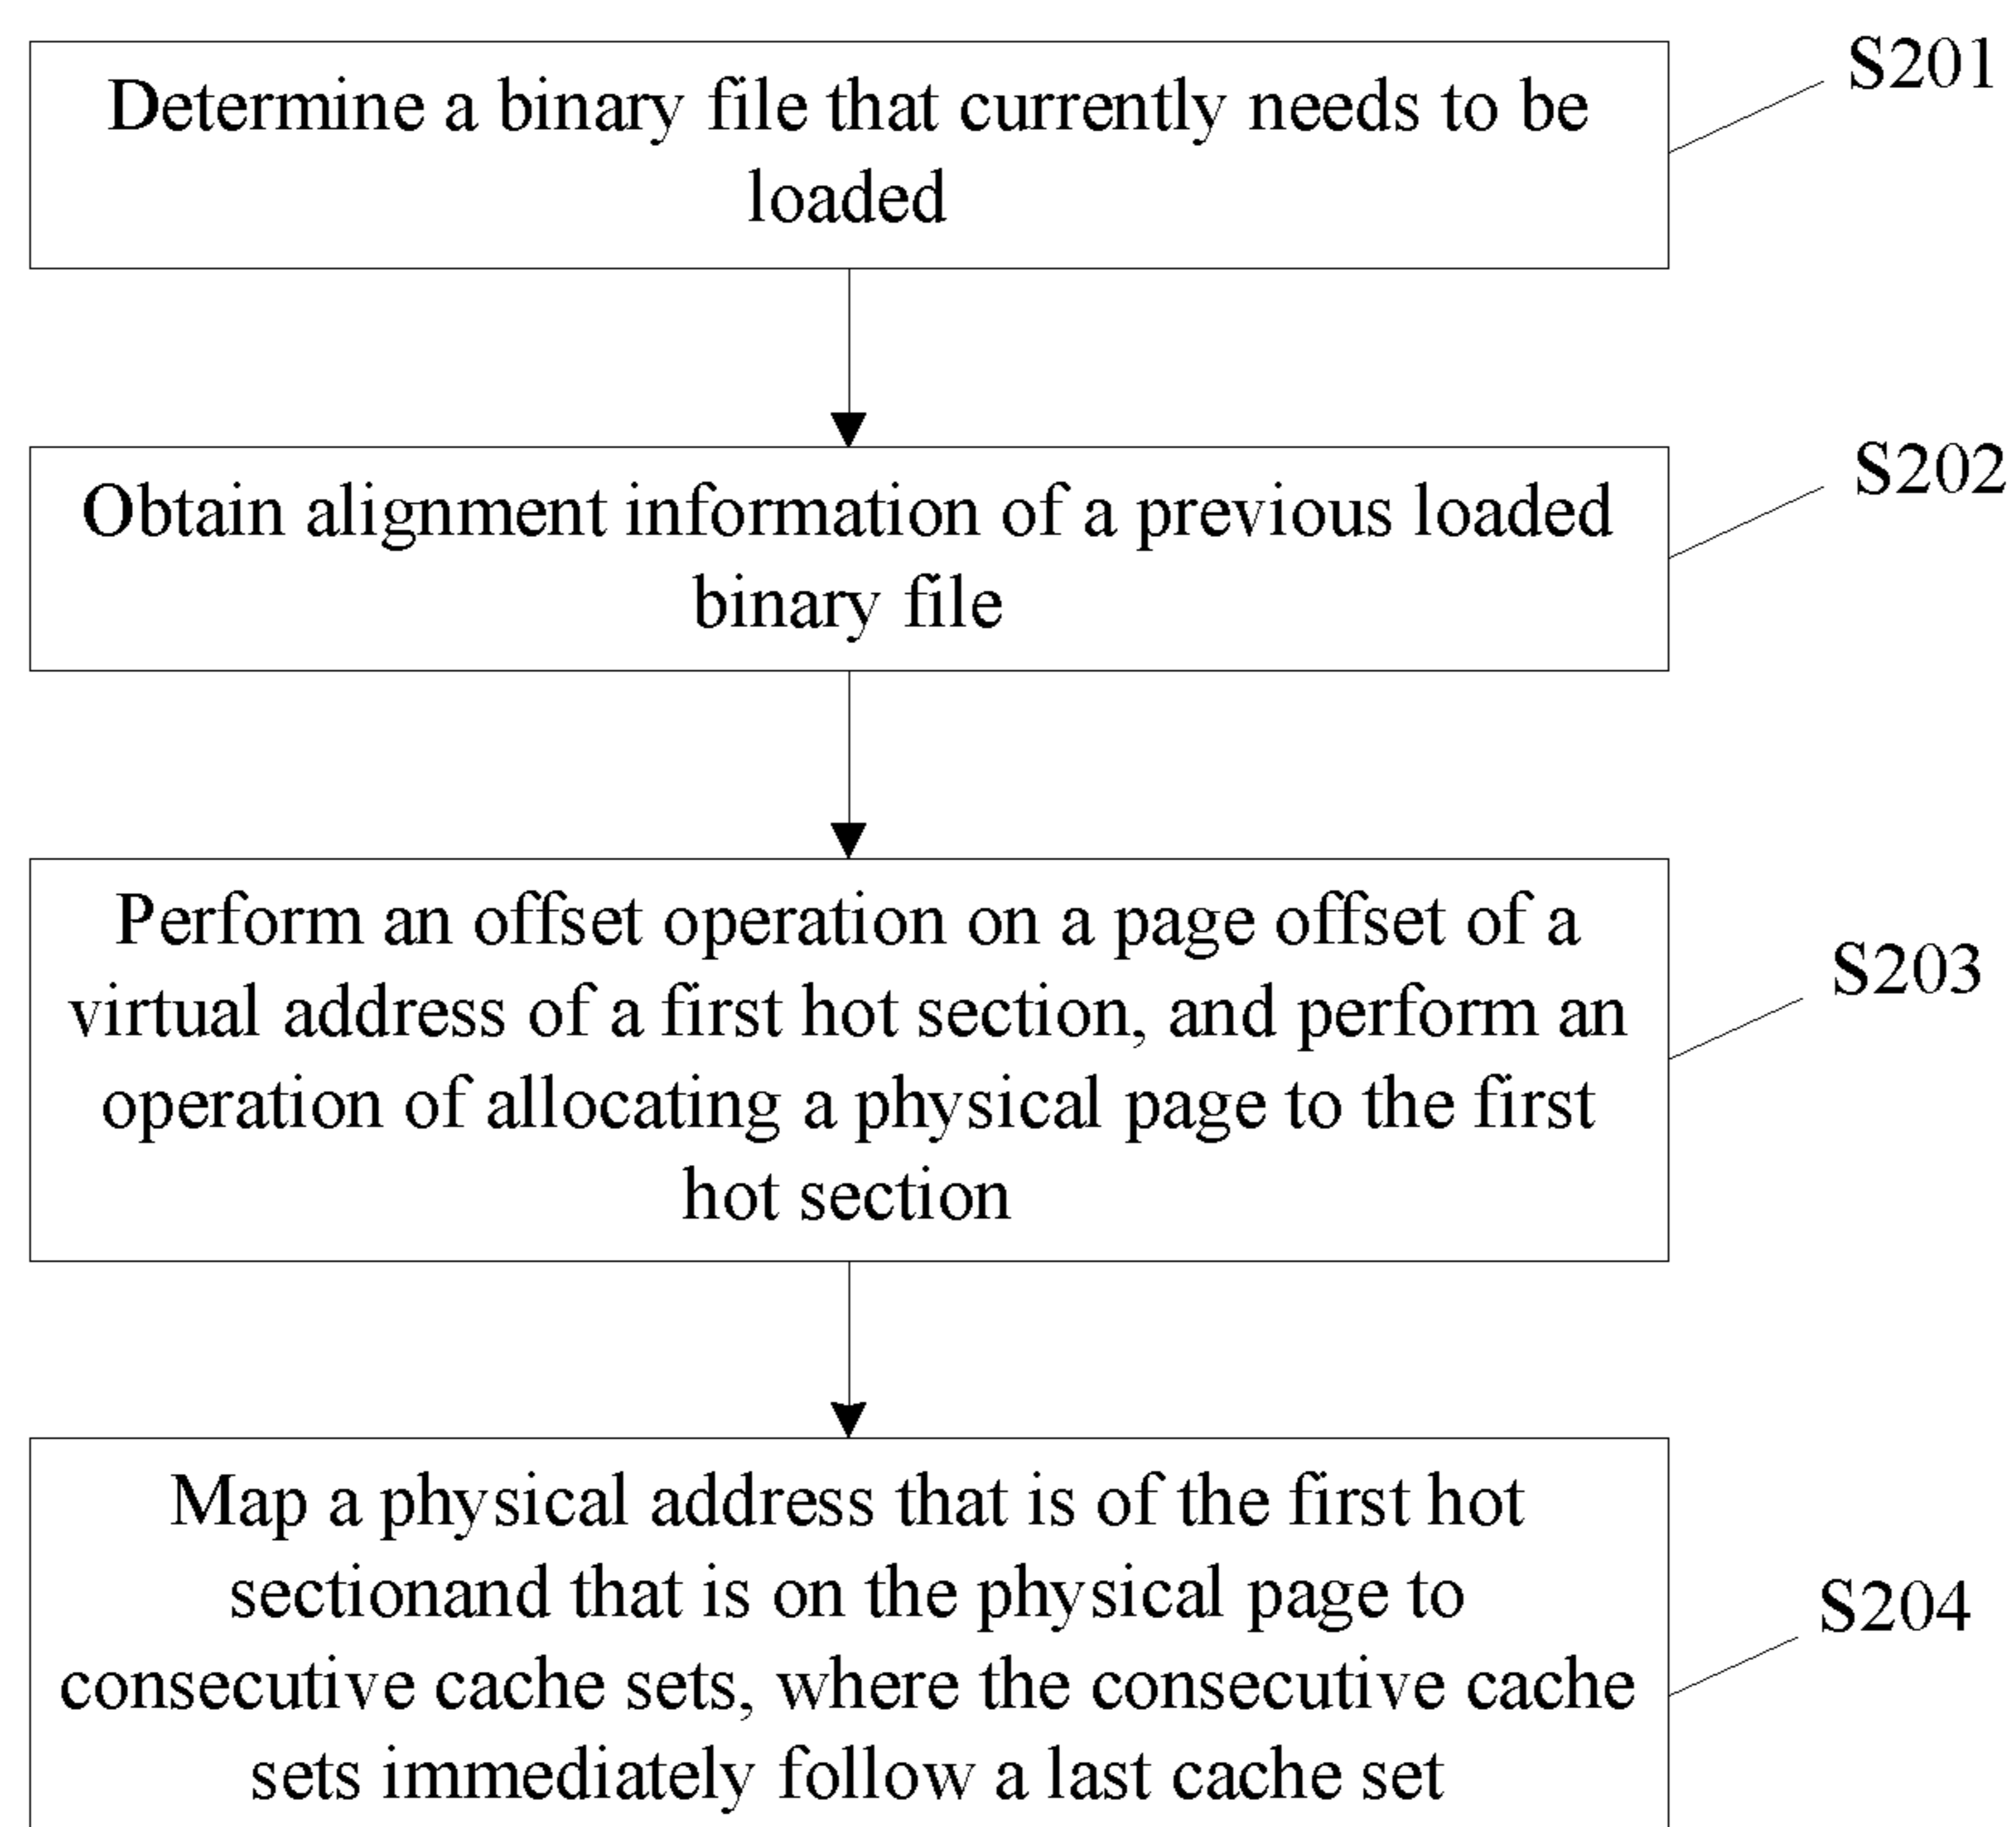 Determine a binary file that currently needs to be
loaded
S201
Obtain alignment information of a previous loaded
binary file
S202
Perform an offset operation on a page offset of a
virtual address of a first hot section, and perform an
operation of allocating a physical page to the first
hot section
S203
Map a physical address that is of the first hot
sectionand that is on the physical page to
consecutive cache sets, where the consecutive cache
sets immediately follow a last cache set
S204